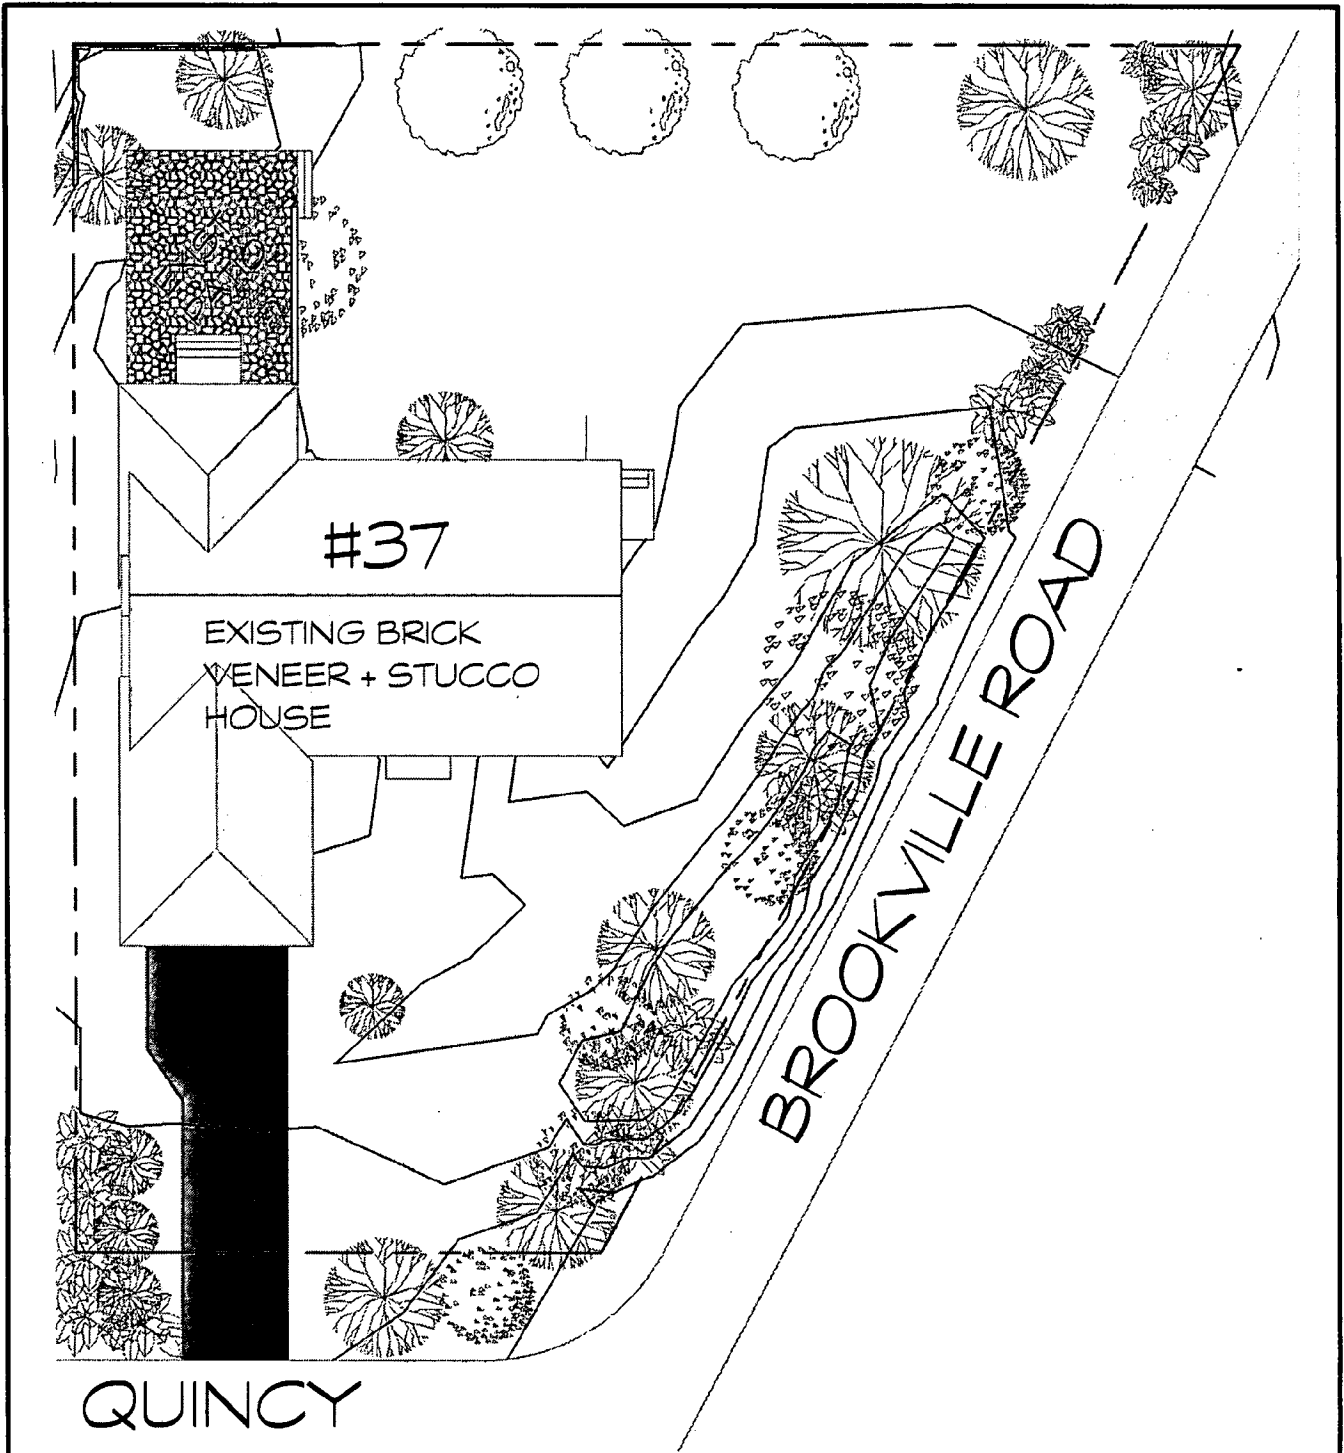 #37
EXISTING BRICK
VENEER + STUCCO
HOUSE
BROOKVILLE ROAD
QUINCY